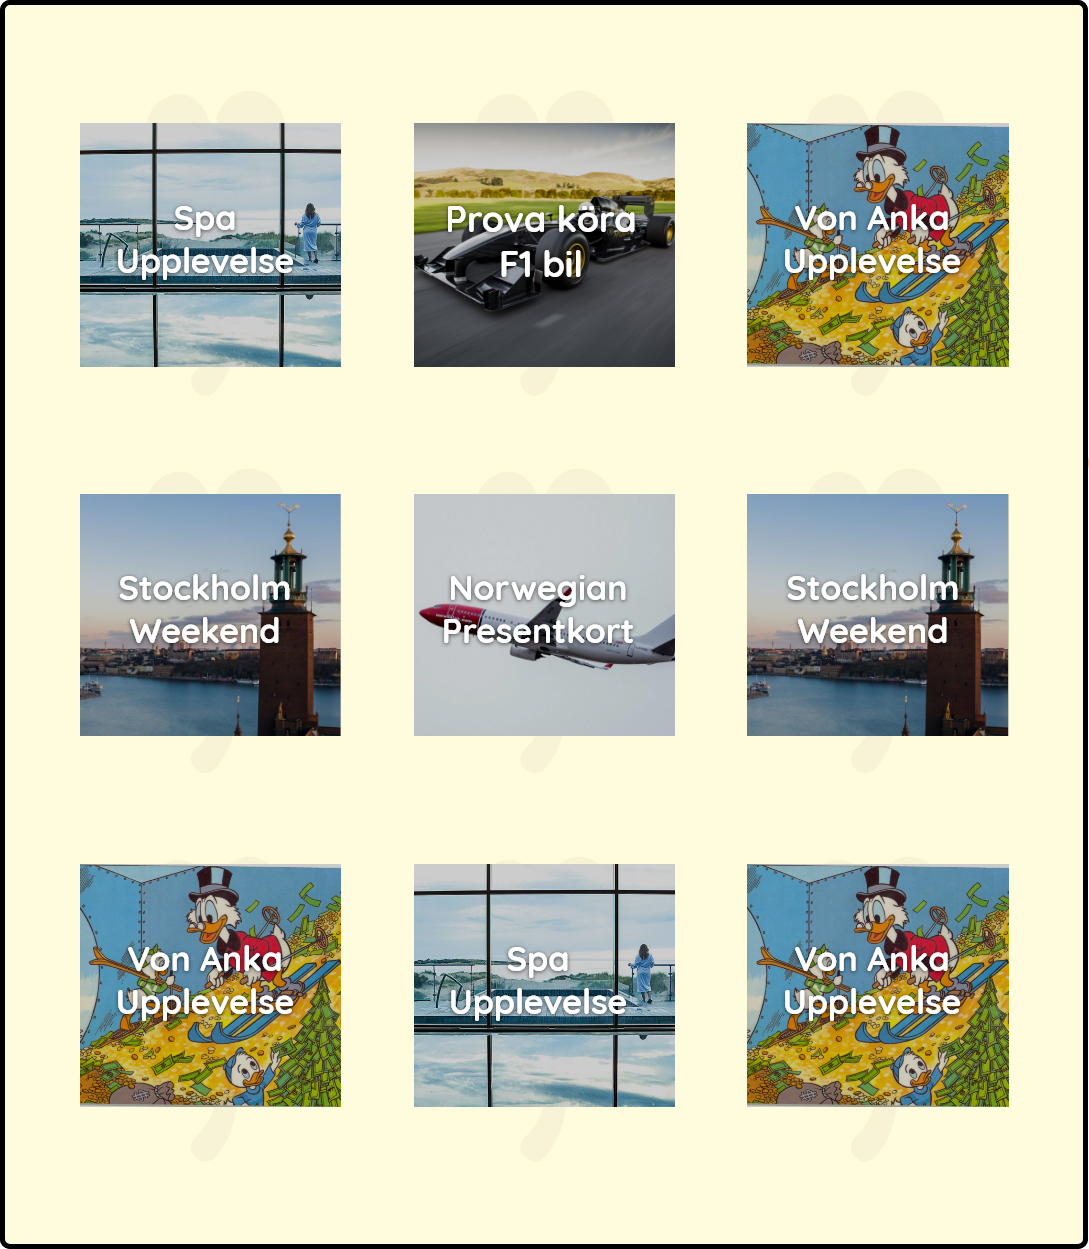 Spa
Upplevelse
Prova köra
F1 bil
Von Anka
Upplevelse
Stockholm
Weekend
Norwegian
Presentkort
Stockholm
Weekend
Von Anka
Upplevelse
Spa
Upplevelse
Von Anka
Upplevelse